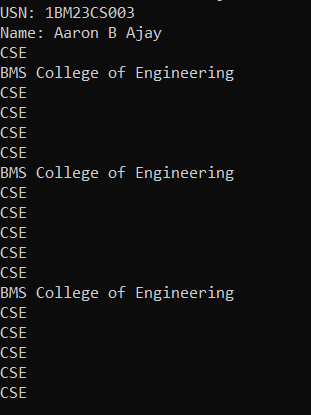 USN: 1BM23CS003
Name: Aaron B Ajay
CSE
BMS College of Engineering
CSE
CSE
CSE
CSE
BMS College of Engineering
CSE
CSE
CSE
CSE
CSE
BMS College of Engineering
CSE
CSE
CSE
CSE
CSE